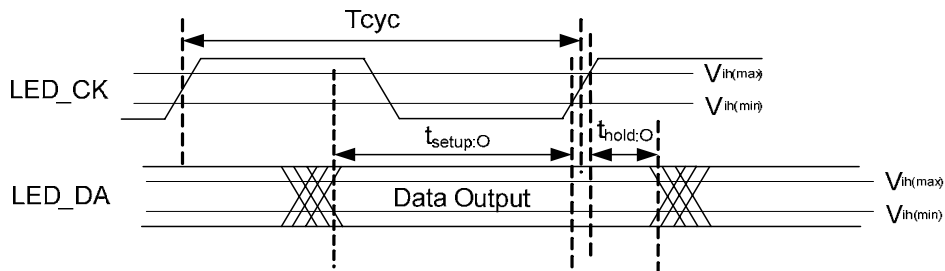 Tcyc
LED_CK
Vih(max)
Vih(min)
tsetup:O
thold:O
LED_DA
Data Output
Vih(max)
Vih(min)